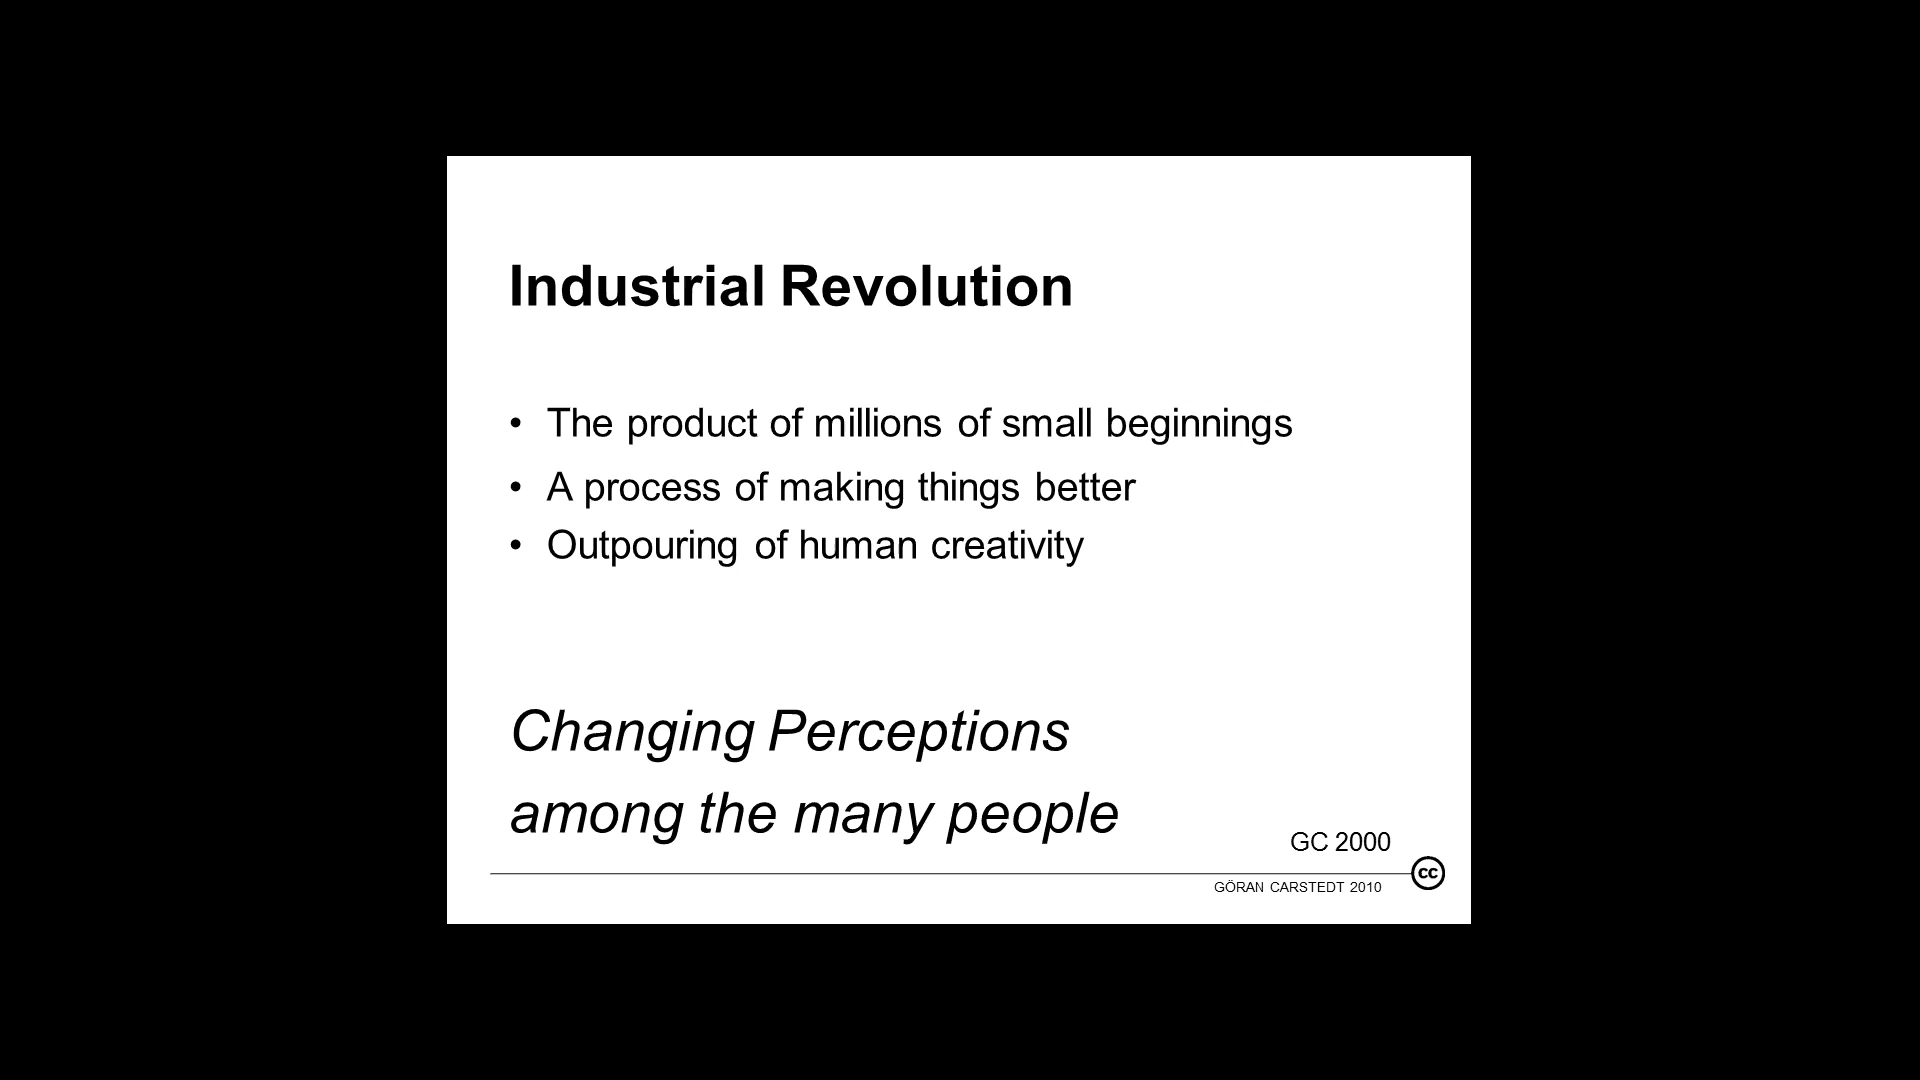 Industrial Revolution
• The product of millions of small beginnings
• A process of making things better
• Outpouring of human creativity
Changing Perceptions
among the many people
GC 2000
cc
GÖRAN CARSTEDT 2010